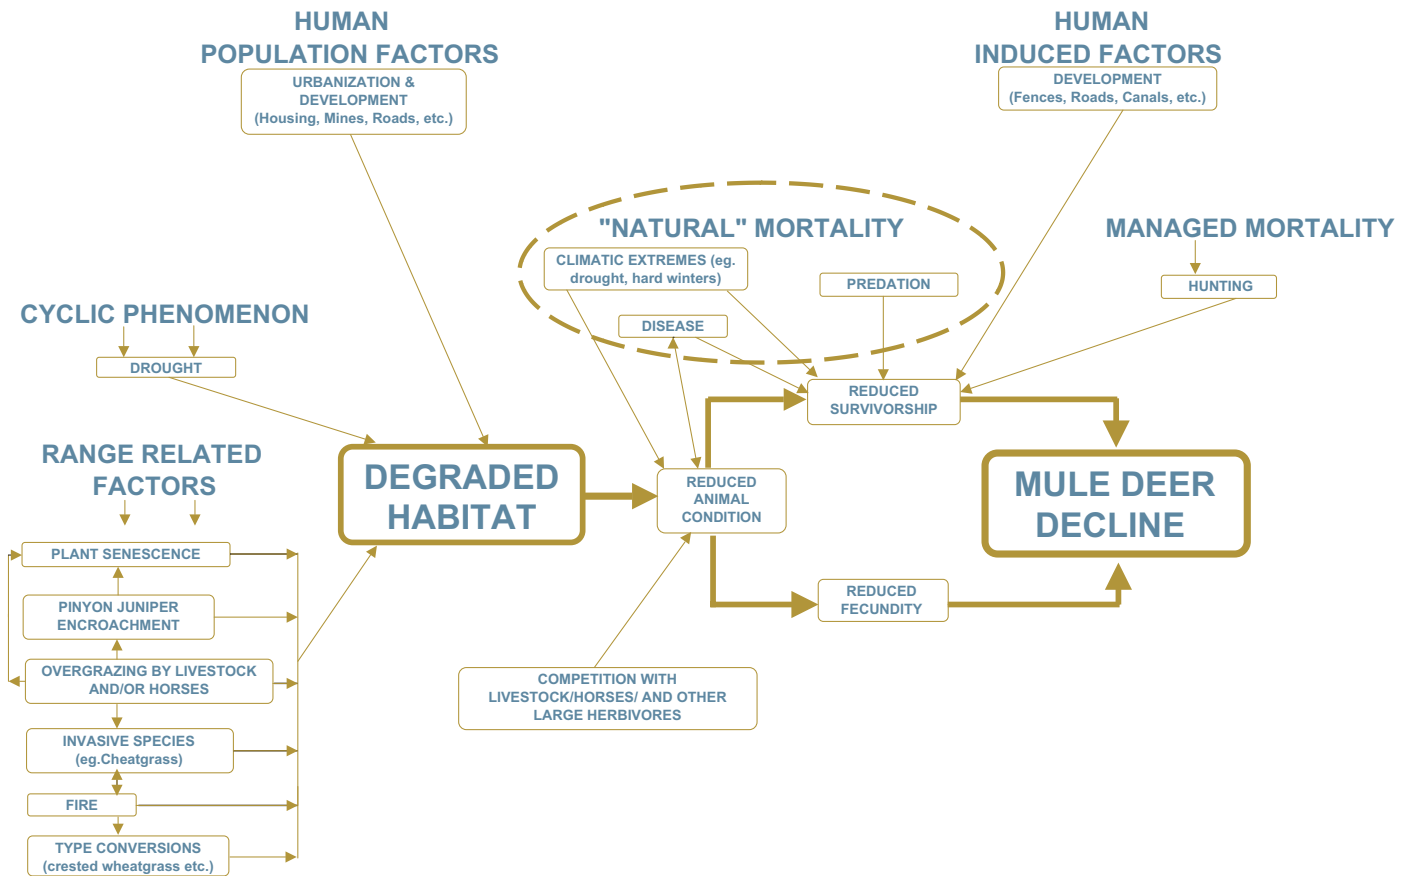 HUMAN
POPULATION FACTORS
URBANIZATION &
DEVELOPMENT
(Housing, Mines, Roads, etc.)
HUMAN
INDUCED FACTORS
DEVELOPMENT
(Fences, Roads, Canals, etc.)
"NATURAL" MORTALITY
CLIMATIC EXTREMES (eg.
drought, hard winters)
PREDATION
DISEASE
MANAGED MORTALITY
HUNTING
CYCLIC PHENOMENON
DROUGHT
REDUCED
SURVIVORSHIP
RANGE RELATED
FACTORS
DEGRADED
HABITAT
REDUCED
ANIMAL
CONDITION
MULE DEER
DECLINE
PLANT SENESCENCE
PINYON JUNIPER
ENCROACHMENT
REDUCED
FECUNDITY
OVERGRAZING BY LIVESTOCK
AND/OR HORSES
COMPETITION WITH
LIVESTOCK/HORSES/ AND OTHER
LARGE HERBIVORES
INVASIVE SPECIES
(eg.Cheatgrass)
FIRE
TYPE CONVERSIONS
(crested wheatgrass etc.)